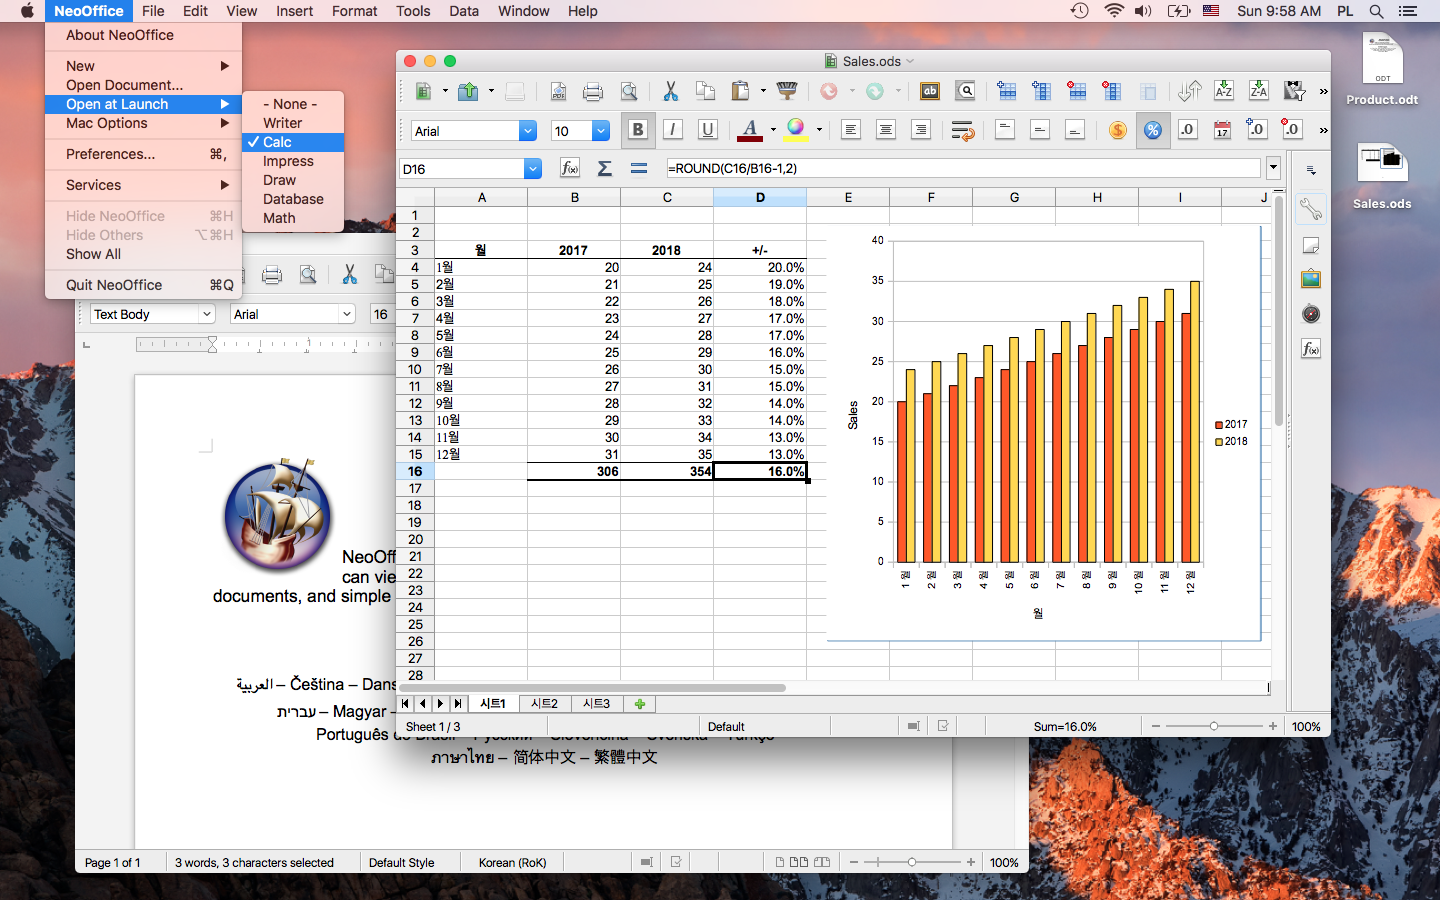 NeoOffice File Edit View Insert Format Tools Data Window Help Sun 9:58 AM PL
About NeoOffice
New
Open Document...
Open at Launch
Mac Options
Preferences... ⌘,
Services
Hide NeoOffice ⌘H
Hide Others ⌥⌘H
Show All
Quit NeoOffice ⌘Q
- None -
Writer
✓ Calc
Impress
Draw
Database
Math
Product.odt
ODT
Sales.ods
Sales.ods
Arial 10 B I U A
D16 =ROUND(C16/B16-1,2)
A B C D E F G H I J
1
2
3 월 2017 2018 +/-
4 1월 20 24 20.0%
5 2월 21 25 19.0%
6 3월 22 26 18.0%
7 4월 23 27 17.0%
8 5월 24 28 17.0%
9 6월 25 29 16.0%
10 7월 26 30 15.0%
11 8월 27 31 15.0%
12 9월 28 32 14.0%
13 10월 29 33 14.0%
14 11월 30 34 13.0%
15 12월 31 35 13.0%
16 306 354 16.0%
17
18
19
20
21
22
23
24
25
26
27
28
40
35
30
25
20
15
10
5
0
Sales
1 월 2 월 3 월 4 월 5 월 6 월 7 월 8 월 9 월 10 월 11 월 12 월
월
2017
2018
시트1 시트2 시트3
Sheet 1 / 3 Default Sum=16.0% 100%
Text Body Arial 16
NeoOff
can vie
documents, and simple
العربية – Čeština – Dans
עברית – Magyar –
Português do Brasil – Русский – Slovenčina – Svenska – Türkçe
ภาษาไทย – 简体中文 – 繁體中文
Page 1 of 1 3 words, 3 characters selected Default Style Korean (RoK) 100%